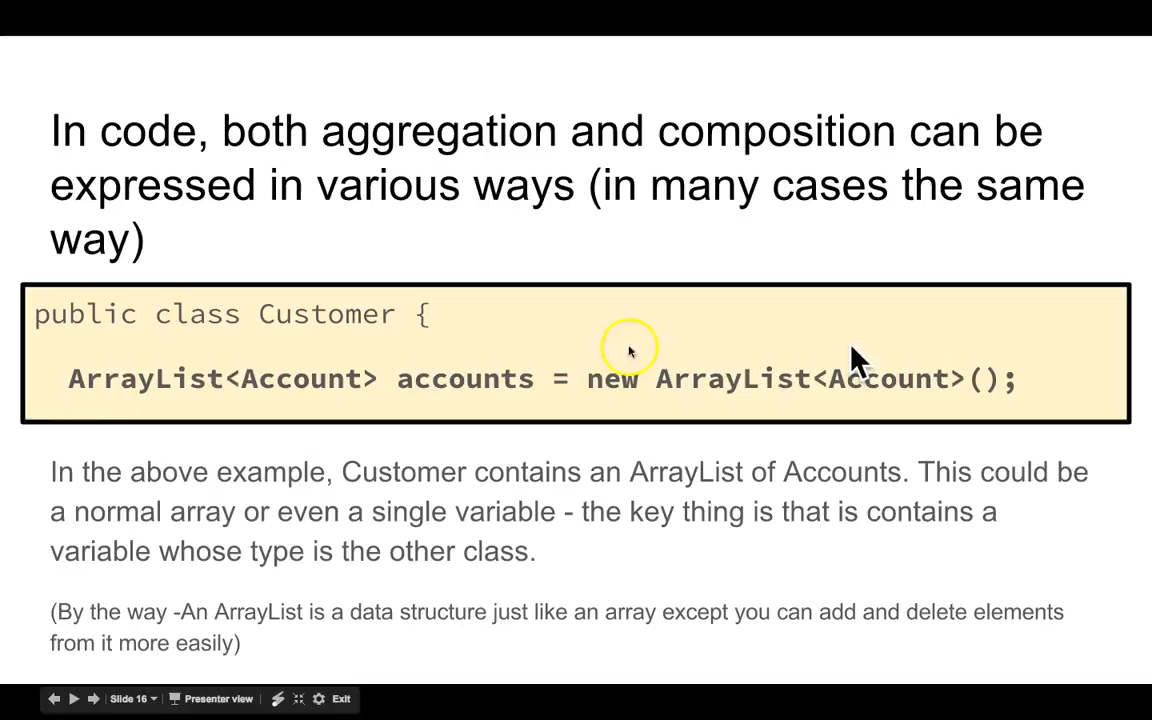 In code, both aggregation and composition can be
expressed in various ways (in many cases the same
way)
public class Customer {
ArrayList<Account> accounts = new ArrayList<Account>();
In the above example, Customer contains an ArrayList of Accounts. This could be
a normal array or even a single variable - the key thing is that is contains a
variable whose type is the other class.
(By the way -An ArrayList is a data structure just like an array except you can add and delete elements
from it more easily)
Slide 16 Presenter view Exit